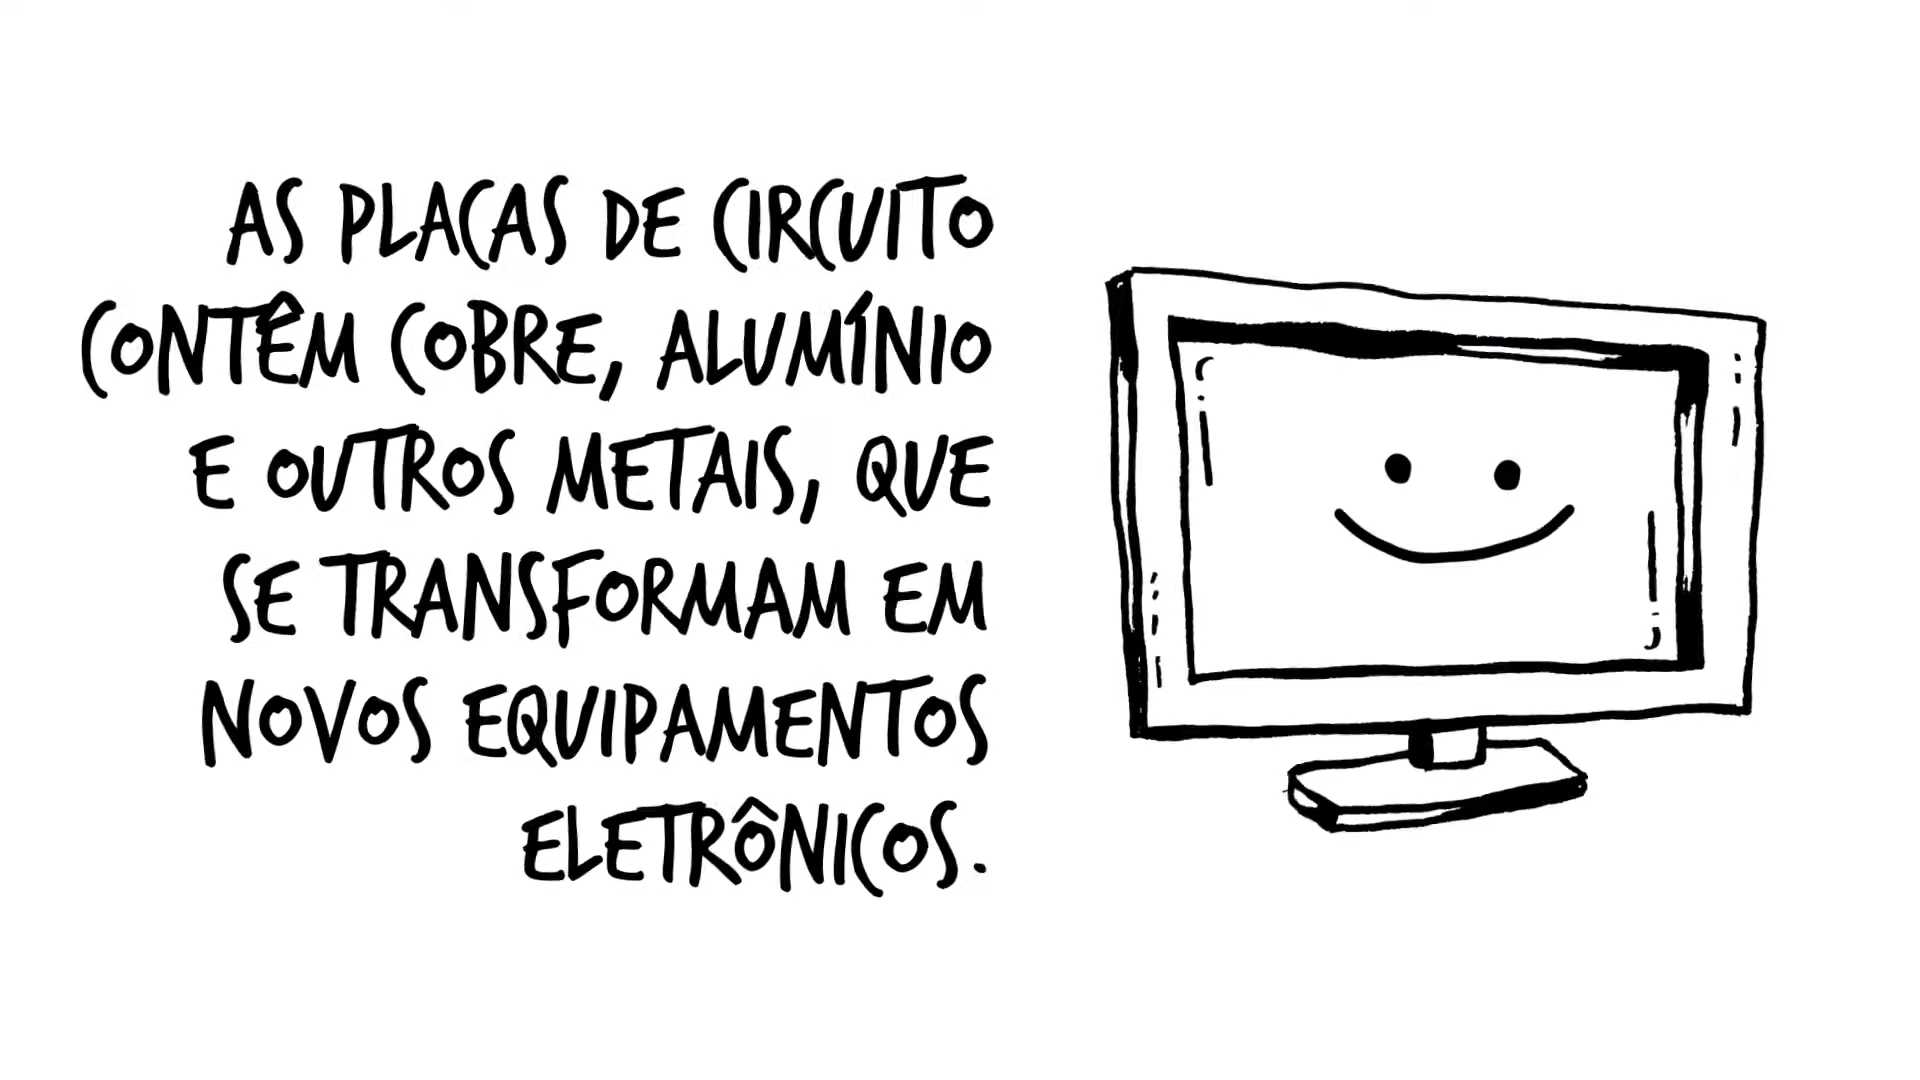 AS PLACAS DE CIRCUITO
CONTÊM COBRE, ALUMÍNIO
E OUTROS METAIS, QUE
SE TRANSFORMAM EM
NOVOS EQUIPAMENTOS
ELETRÔNICOS.